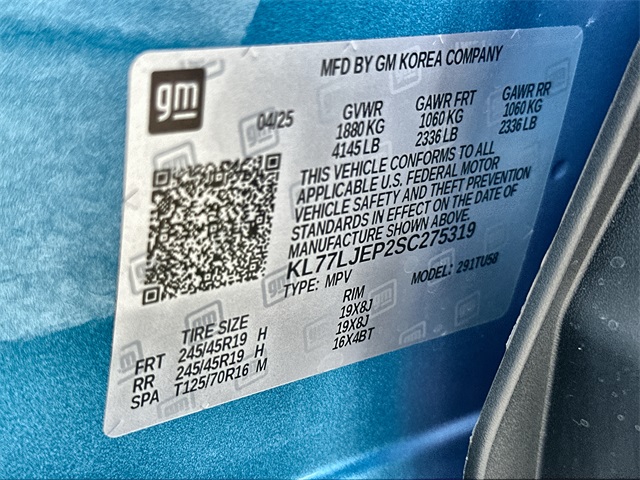 MFD BY GM KOREA COMPANY
gm
04/25
GVWR GAWR FRT GAWR RR
1880 KG 1060 KG 1060 KG
4145 LB 2336 LB 2336 LB
THIS VEHICLE CONFORMS TO ALL
APPLICABLE U.S. FEDERAL MOTOR
VEHICLE SAFETY AND THEFT PREVENTION
STANDARDS IN EFFECT ON THE DATE OF
MANUFACTURE SHOWN ABOVE.
KL77LJEP2SC275319
TYPE: MPV MODEL: 291TU58
TIRE SIZE RIM
FRT 245/45R19 H 19X8J
RR 245/45R19 H 19X8J
SPA T125/70R16 M 16X4BT